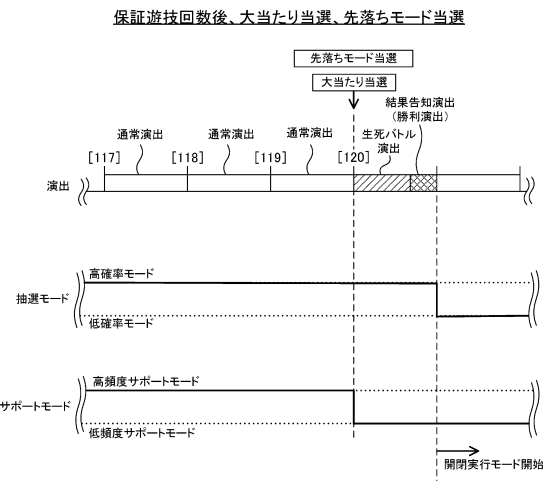 保証遊技回数後、大当たり当選、先落ちモード当選
先落ちモード当選
大当たり当選
結果告知演出
(勝利演出)
通常演出
通常演出
通常演出
生死バトル
演出
[117]
[118]
[119]
[120]
演出
高確率モード
抽選モード
低確率モード
高頻度サポートモード
サポートモード
低頻度サポートモード
開閉実行モード開始